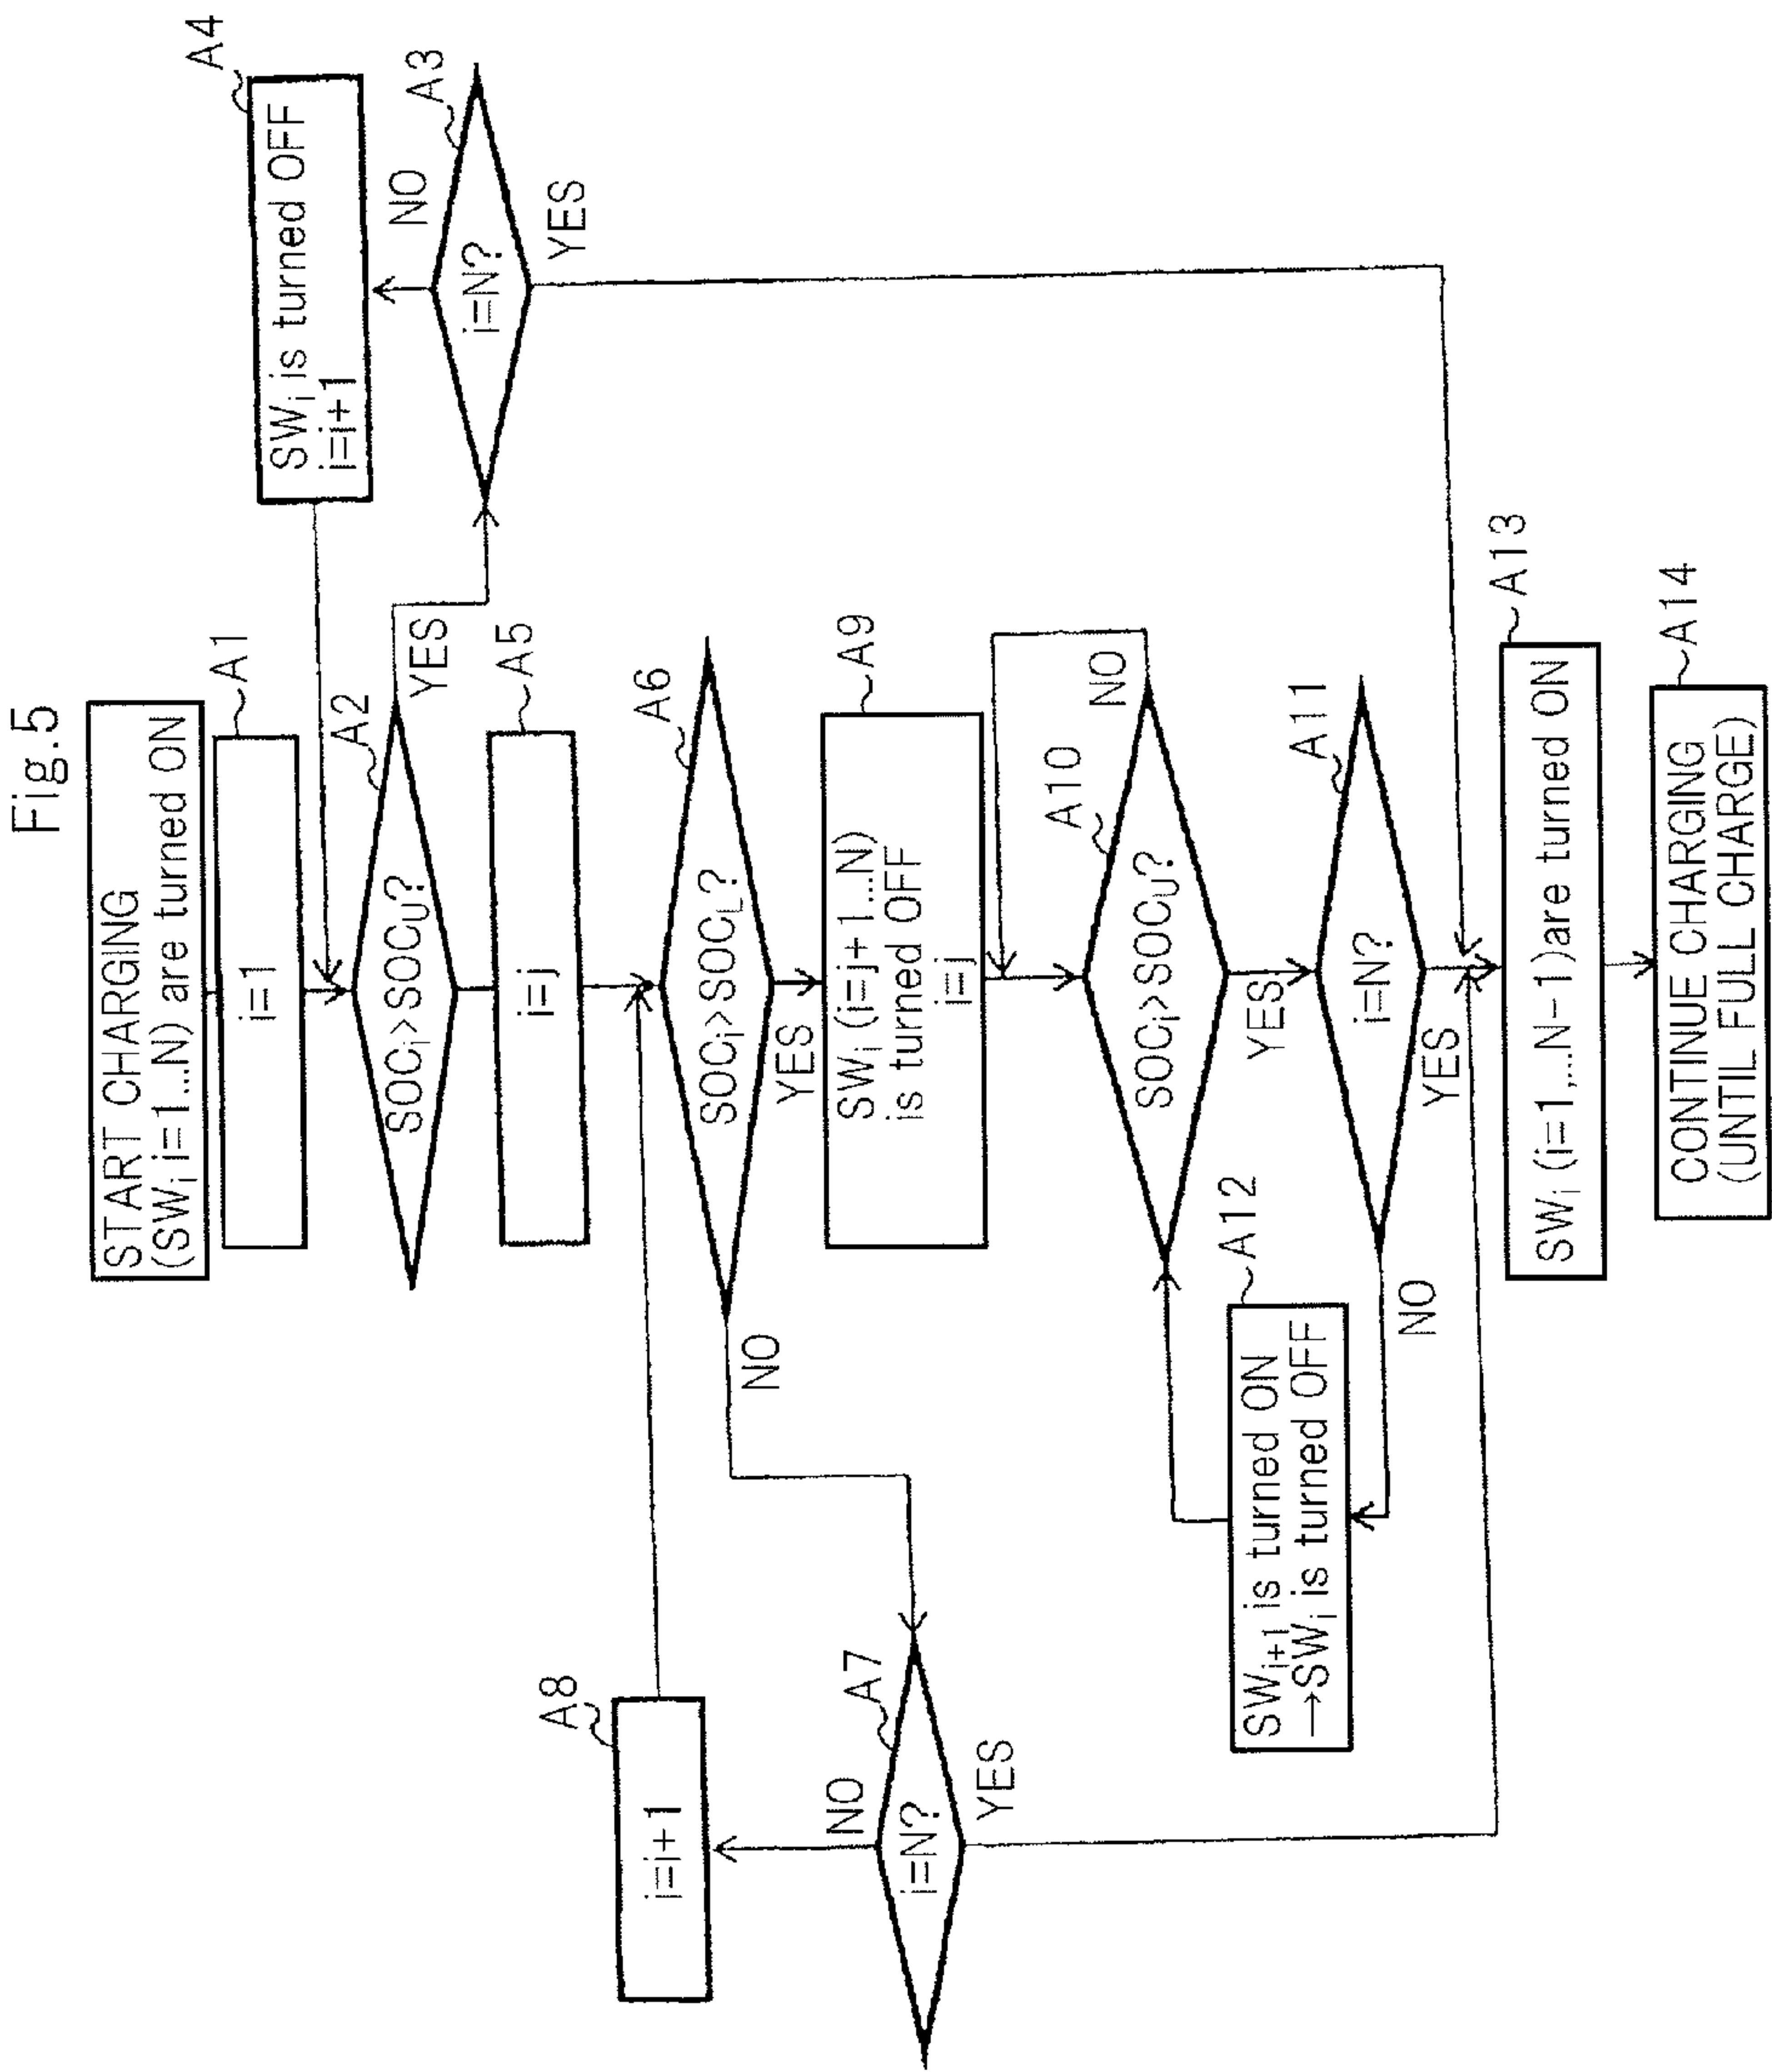 Fig.5
START CHARGING
(SWi i=1...N) are turned ON
i=1
A1
SOCi>SOCU?
A2
YES
i=N?
A3
NO
YES
SWi is turned OFF
i=i+1
A4
i=j
A5
SOCi>SOCL?
A6
NO
YES
i=N?
A7
NO
YES
i=i+1
A8
SWi (i=j+1...N)
is turned OFF
i=j
A9
SOCi>SOCU?
A10
NO
YES
i=N?
A11
NO
YES
SWi+1 is turned ON
→SWi is turned OFF
A12
SWi (i=1,...N-1)are turned ON
A13
CONTINUE CHARGING
(UNTIL FULL CHARGE)
A14